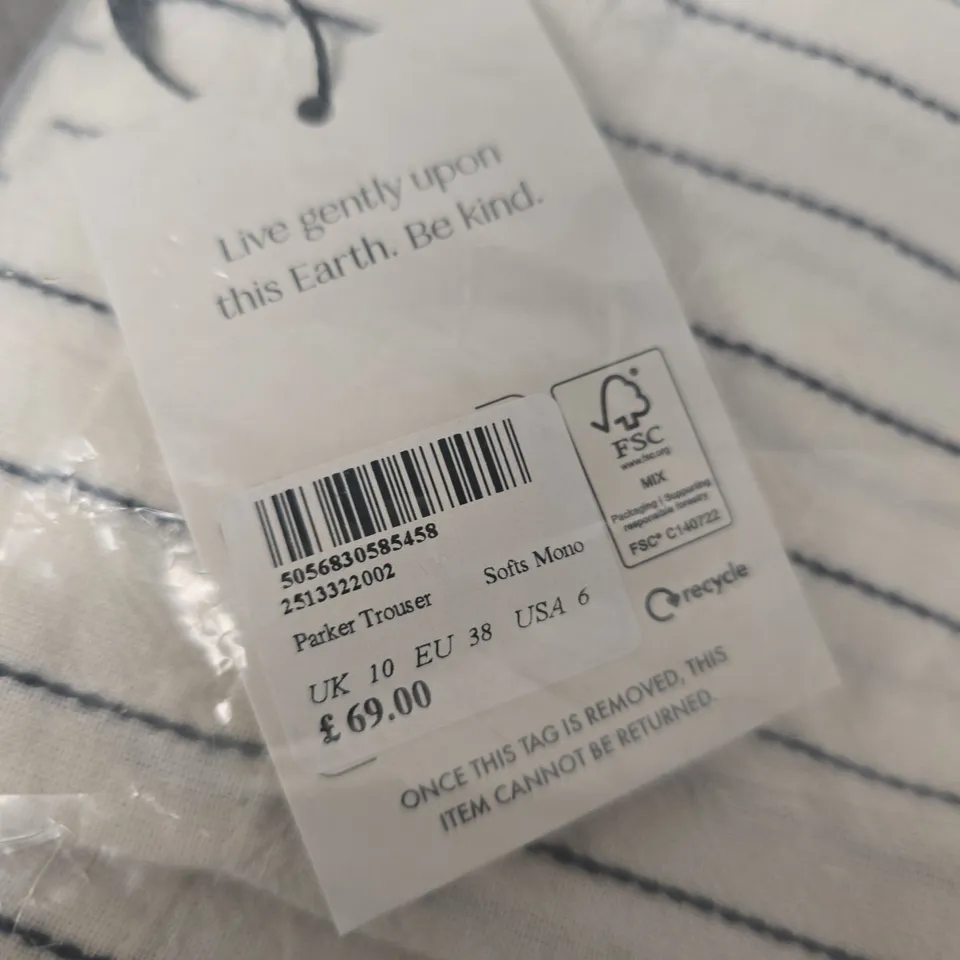 Live gently upon
this Earth. Be kind.
FSC
www.fsc.org
MIX
Packaging | Supporting
responsible forestry
FSC® C140722
5056830585458
2513322002
Parker Trouser Softs Mono
UK 10 EU 38 USA 6
£69.00
recycle
ONCE THIS TAG IS REMOVED, THIS
ITEM CANNOT BE RETURNED.